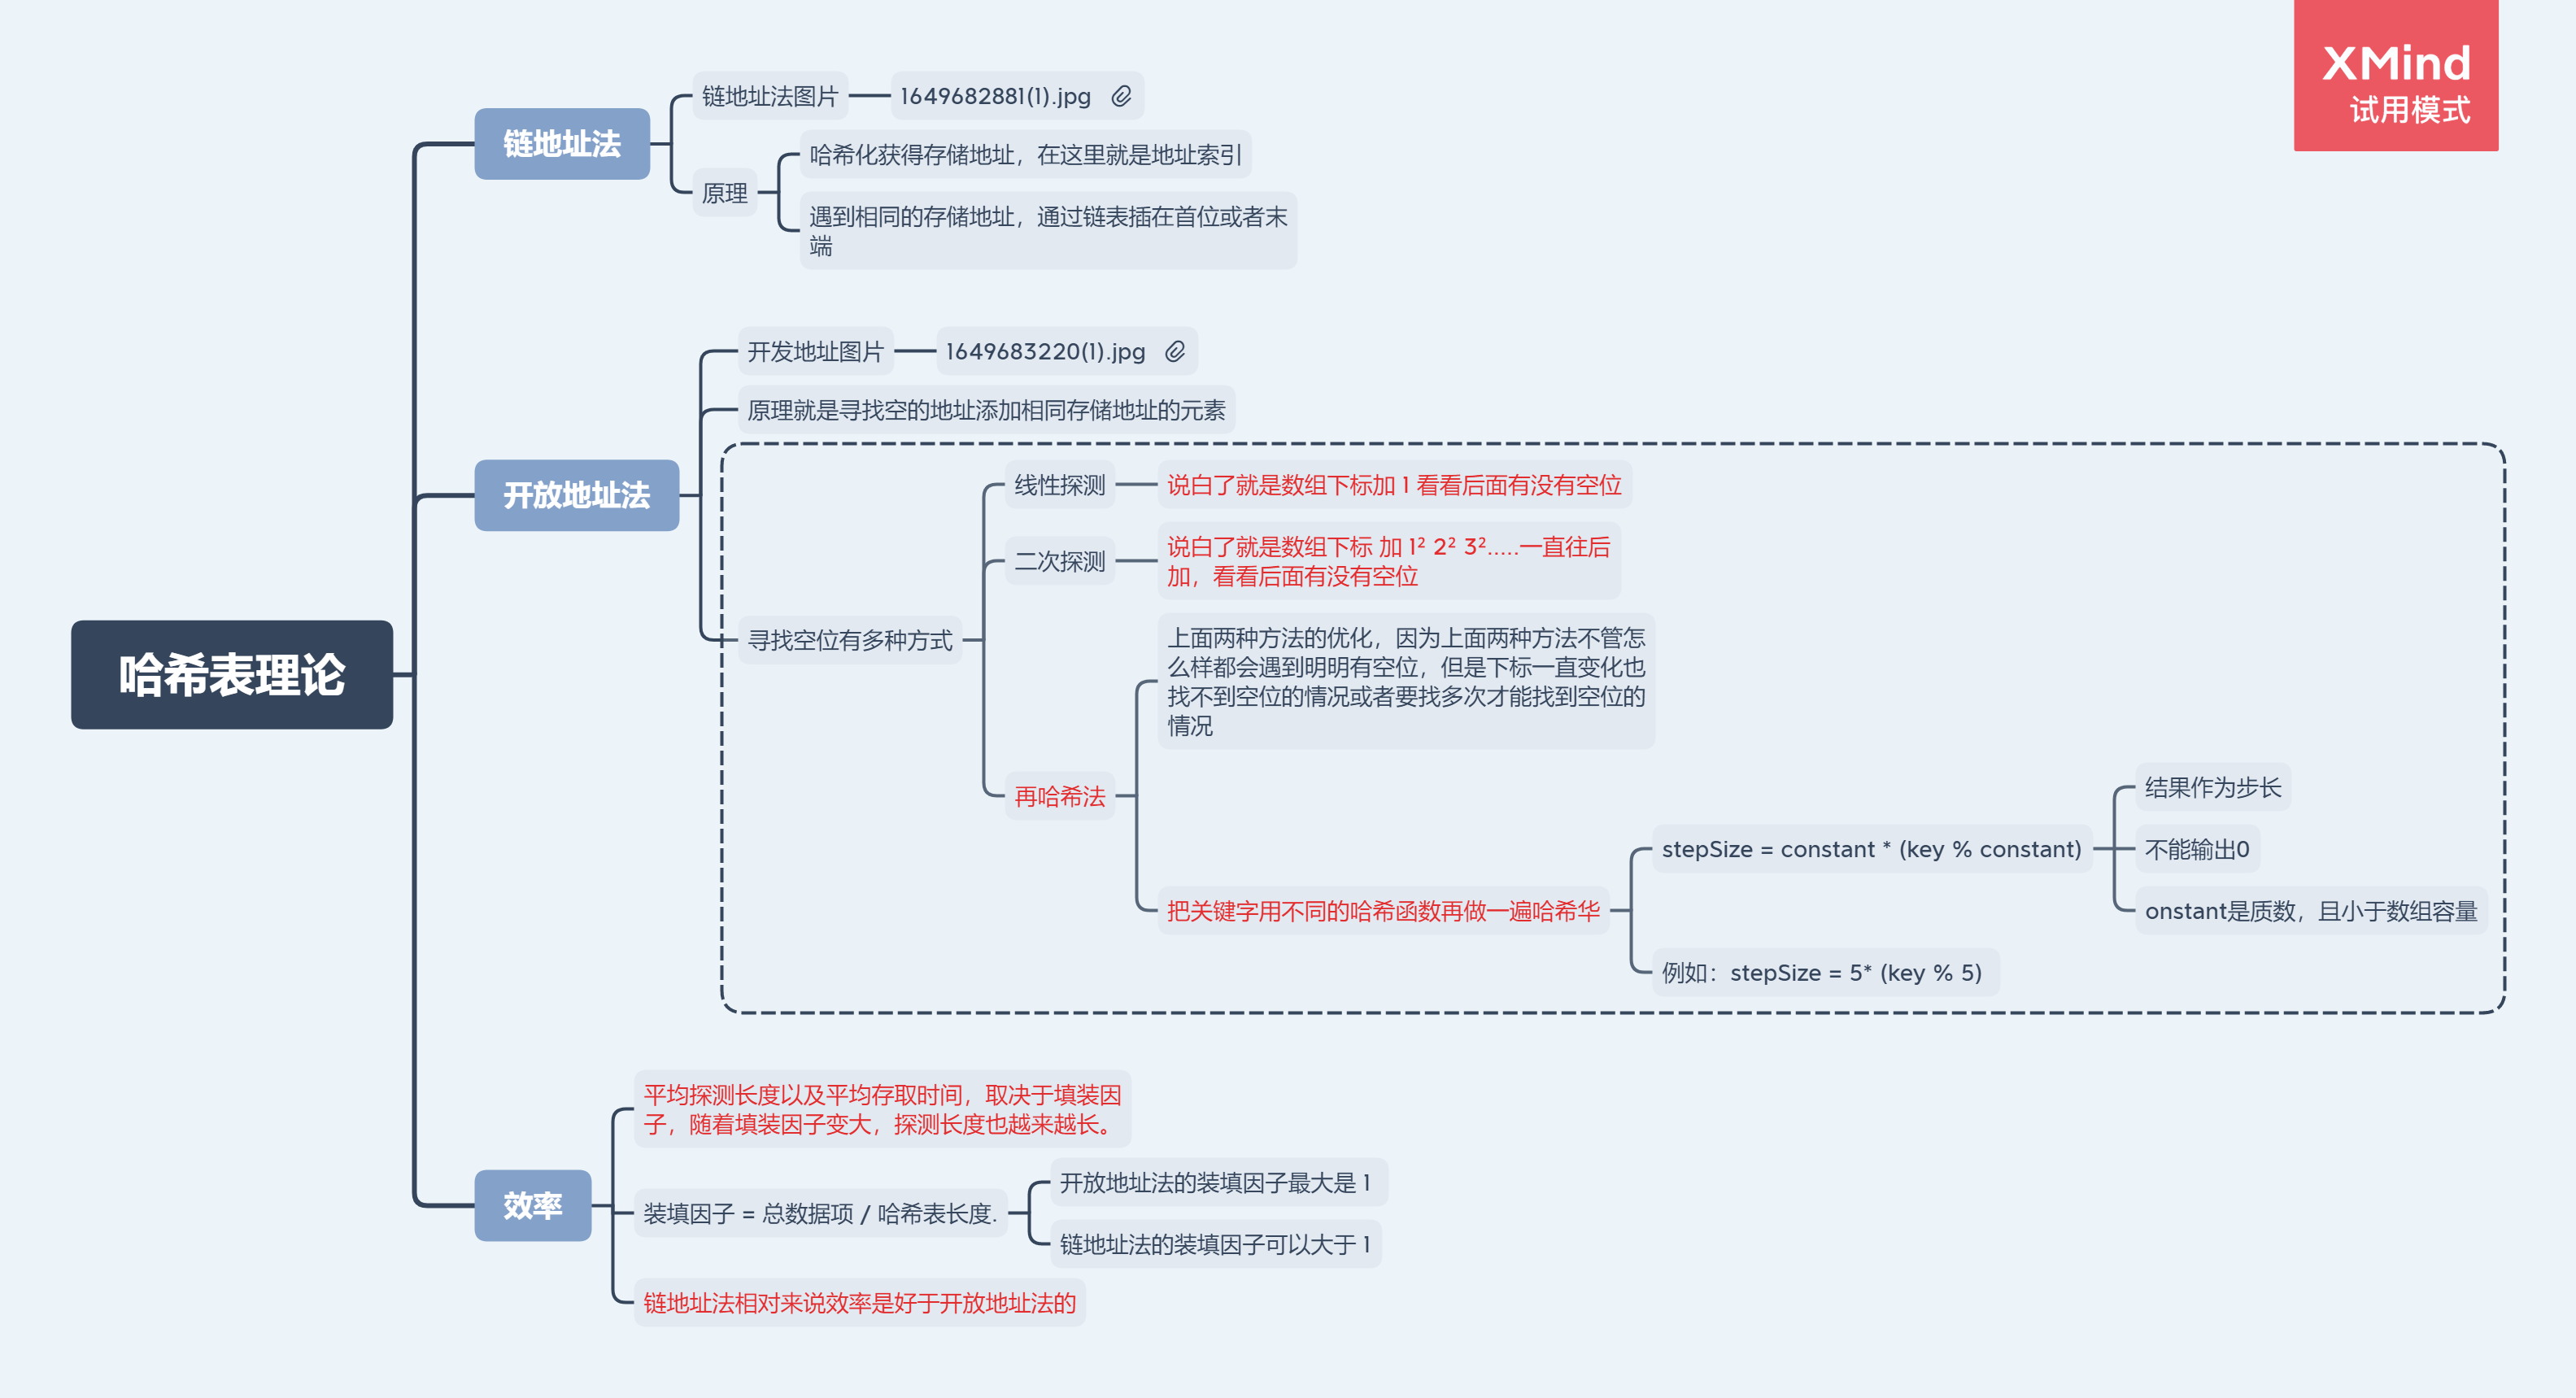 XMind
试用模式
哈希表理论
链地址法
链地址法图片
1649682881(1).jpg
原理
哈希化获得存储地址，在这里就是地址索引
遇到相同的存储地址，通过链表插在首位或者末
端
开放地址法
开发地址图片
1649683220(1).jpg
原理就是寻找空的地址添加相同存储地址的元素
寻找空位有多种方式
线性探测
说白了就是数组下标加 1 看看后面有没有空位
二次探测
说白了就是数组下标 加 1² 2² 3².....一直往后
加，看看后面有没有空位
再哈希法
上面两种方法的优化，因为上面两种方法不管怎
么样都会遇到明明有空位，但是下标一直变化也
找不到空位的情况或者要找多次才能找到空位的
情况
把关键字用不同的哈希函数再做一遍哈希华
stepSize = constant * (key % constant)
结果作为步长
不能输出0
onstant是质数，且小于数组容量
例如：stepSize = 5* (key % 5)
效率
平均探测长度以及平均存取时间，取决于填装因
子，随着填装因子变大，探测长度也越来越长。
装填因子 = 总数据项 / 哈希表长度.
开放地址法的装填因子最大是 1
链地址法的装填因子可以大于 1
链地址法相对来说效率是好于开放地址法的